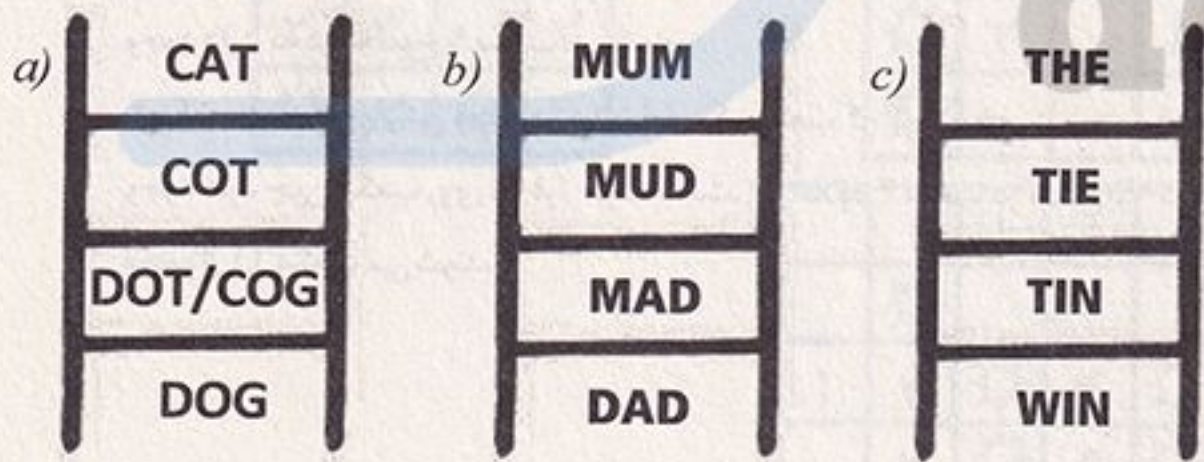 a) CAT
COT
DOT/COG
DOG
b) MUM
MUD
MAD
DAD
c) THE
TIE
TIN
WIN